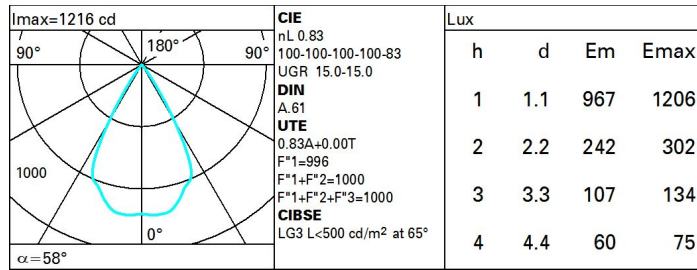 Imax=1216 cd
90° 180° 90°
1000
0°
α=58°
CIE
nL 0.83
100-100-100-100-83
UGR 15.0-15.0
DIN
A.61
UTE
0.83A+0.00T
F"1=996
F"1+F"2=1000
F"1+F"2+F"3=1000
CIBSE
LG3 L<500 cd/m² at 65°
Lux
h d Em Emax
1 1.1 967 1206
2 2.2 242 302
3 3.3 107 134
4 4.4 60 75